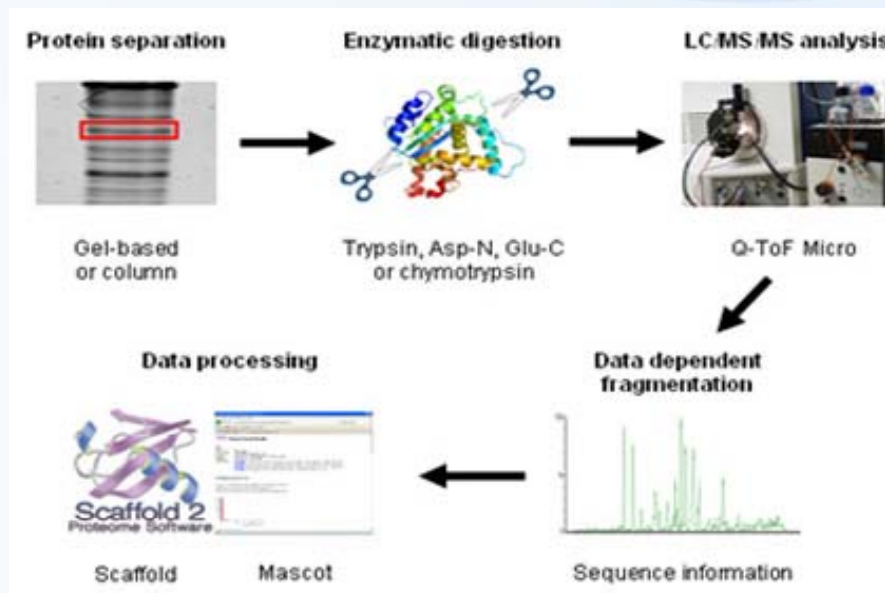 Protein separation
Enzymatic digestion
LC/MS/MS analysis
Gel-based
or column
Trypsin, Asp-N, Glu-C
or chymotrypsin
Q-ToF Micro
Data processing
Data dependent
fragmentation
Scaffold 2
Proteome Software
Scaffold
Mascot
Sequence information